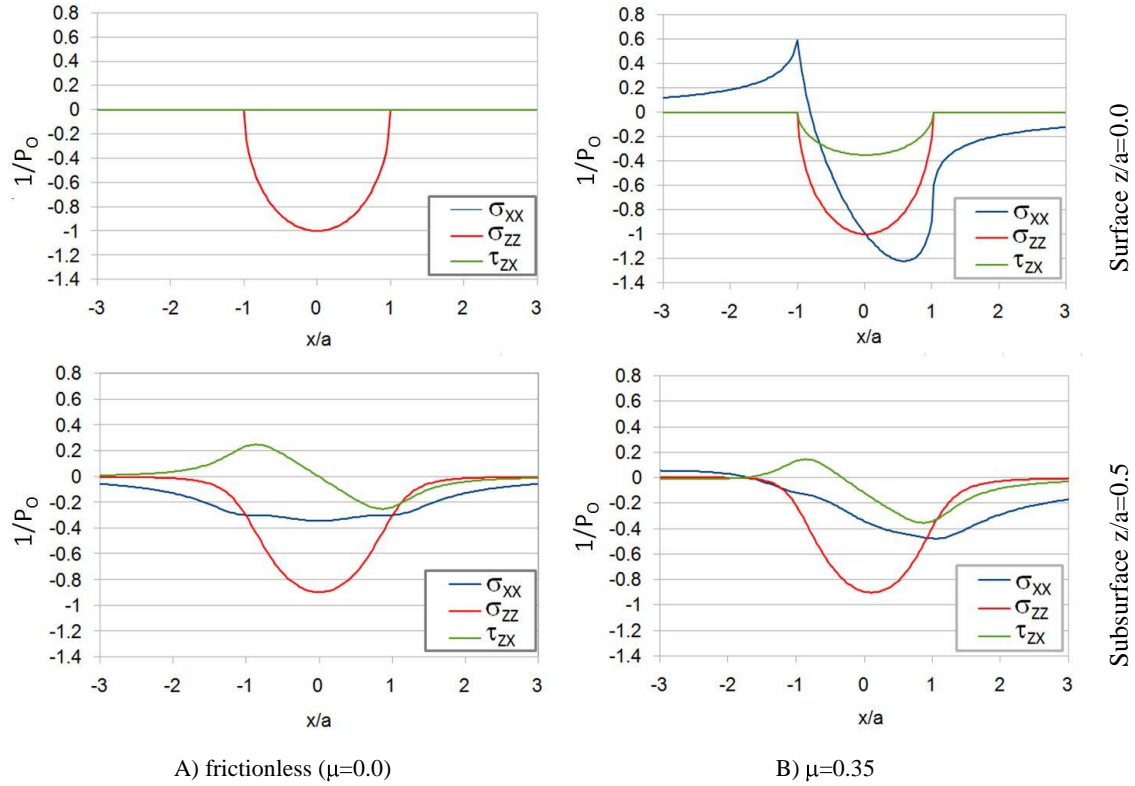 0.8
0.6
0.4
0.2
0
-0.2
-0.4
-0.6
-0.8
-1
-1.2
-1.4
1/P_O
-3 -2 -1 0 1 2 3
x/a
σ_XX
σ_ZZ
τ_ZX
0.8
0.6
0.4
0.2
0
-0.2
-0.4
-0.6
-0.8
-1
-1.2
-1.4
1/P_O
-3 -2 -1 0 1 2 3
x/a
σ_XX
σ_ZZ
τ_ZX
Surface z/a=0.0
0.8
0.6
0.4
0.2
0
-0.2
-0.4
-0.6
-0.8
-1
-1.2
-1.4
1/P_O
-3 -2 -1 0 1 2 3
x/a
σ_XX
σ_ZZ
τ_ZX
0.8
0.6
0.4
0.2
0
-0.2
-0.4
-0.6
-0.8
-1
-1.2
-1.4
1/P_O
-3 -2 -1 0 1 2 3
x/a
σ_XX
σ_ZZ
τ_ZX
Subsurface z/a=0.5
A) frictionless (μ=0.0)
B) μ=0.35